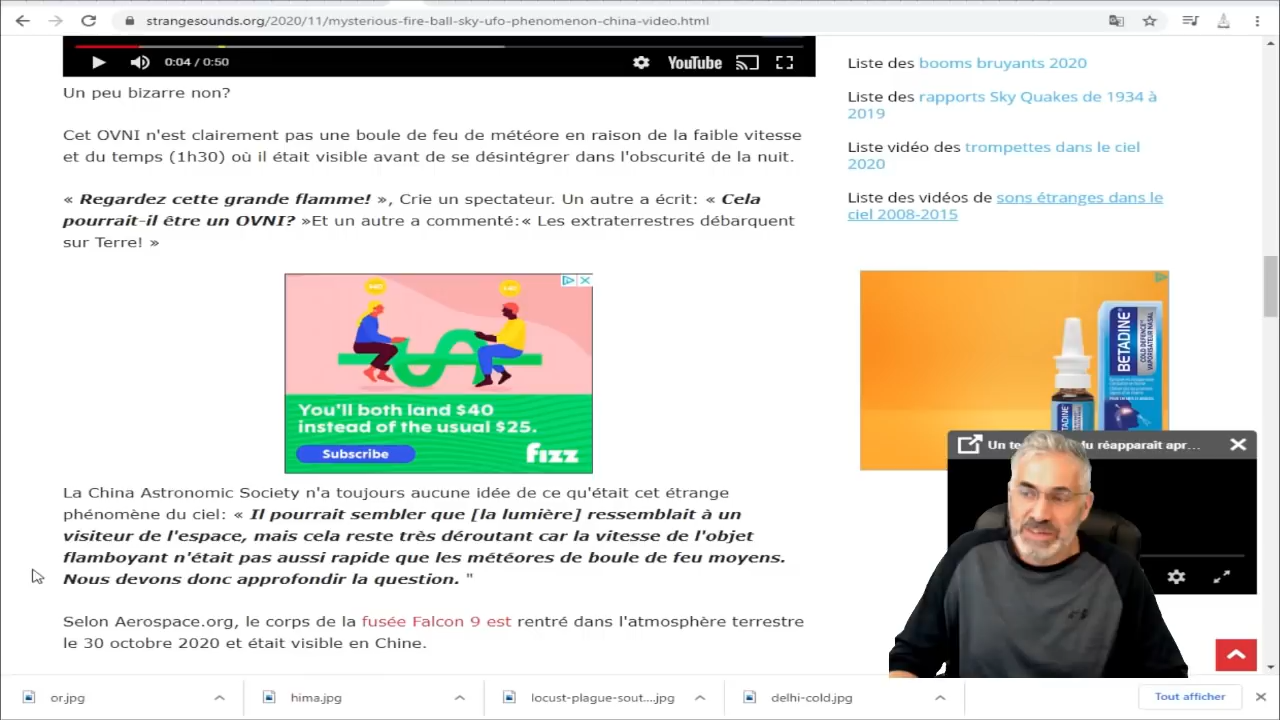 strangesounds.org/2020/11/mysterious-fire-ball-sky-ufo-phenomenon-china-video.html
0:04 / 0:50
YouTube
Un peu bizarre non?
Cet OVNI n'est clairement pas une boule de feu de météore en raison de la faible vitesse
et du temps (1h30) où il était visible avant de se désintégrer dans l'obscurité de la nuit.
« Regardez cette grande flamme! », Crie un spectateur. Un autre a écrit: « Cela
pourrait-il être un OVNI? »Et un autre a commenté:« Les extraterrestres débarquent
sur Terre! »
You'll both land $40
instead of the usual $25.
Subscribe
fizz
La China Astronomic Society n'a toujours aucune idée de ce qu'était cet étrange
phénomène du ciel: « Il pourrait sembler que [la lumière] ressemblait à un
visiteur de l'espace, mais cela reste très déroutant car la vitesse de l'objet
flamboyant n'était pas aussi rapide que les météores de boule de feu moyens.
Nous devons donc approfondir la question. "
Selon Aerospace.org, le corps de la fusée Falcon 9 est rentré dans l'atmosphère terrestre
le 30 octobre 2020 et était visible en Chine.
Liste des booms bruyants 2020
Liste des rapports Sky Quakes de 1934 à
2019
Liste vidéo des trompettes dans le ciel
2020
Liste des vidéos de sons étranges dans le
ciel 2008-2015
BETADINE
COLD DEFENCE
VAPORISATEUR NASAL
Un te
u réapparaît apr...
or.jpg
hima.jpg
locust-plague-sout....jpg
delhi-cold.jpg
Tout afficher